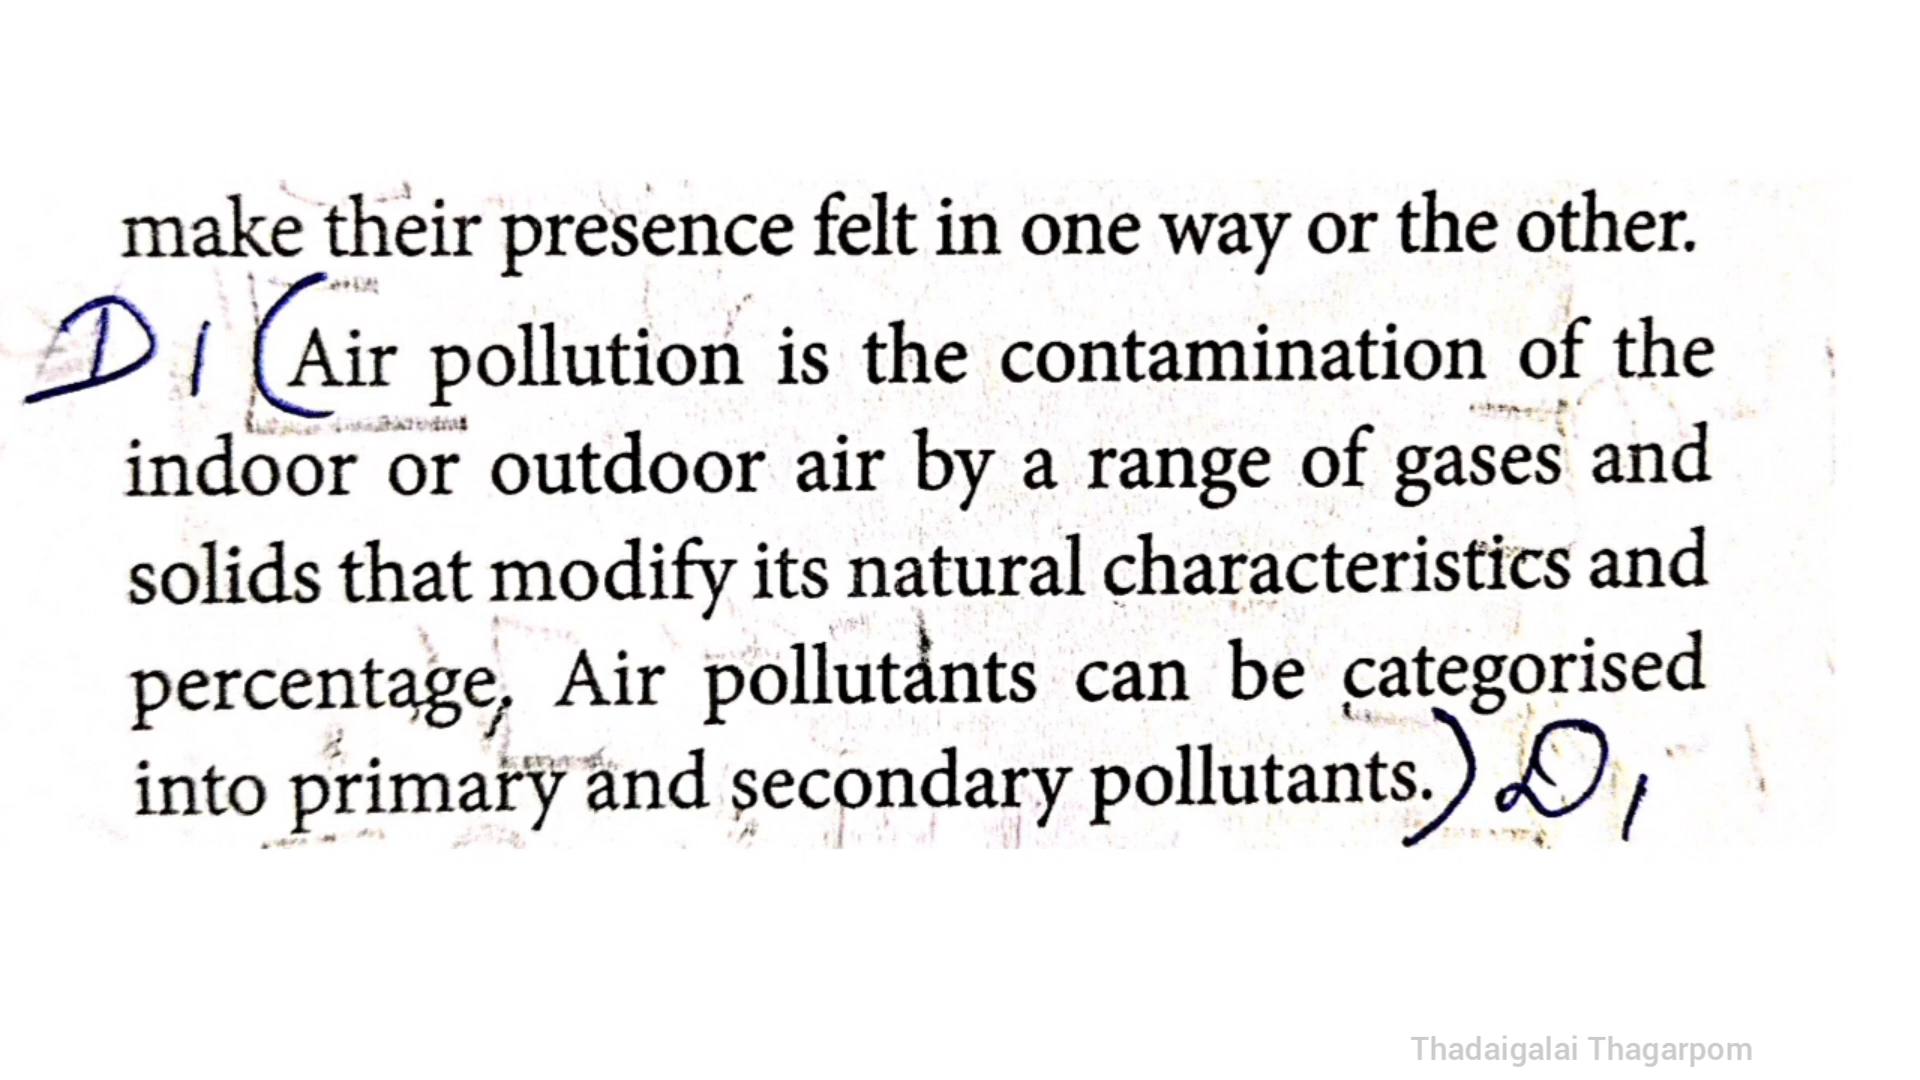 make their presence felt in one way or the other.
D1 (Air pollution is the contamination of the
indoor or outdoor air by a range of gases and
solids that modify its natural characteristics and
percentage. Air pollutants can be categorised
into primary and secondary pollutants.) D1
Thadaigalai Thagarpom